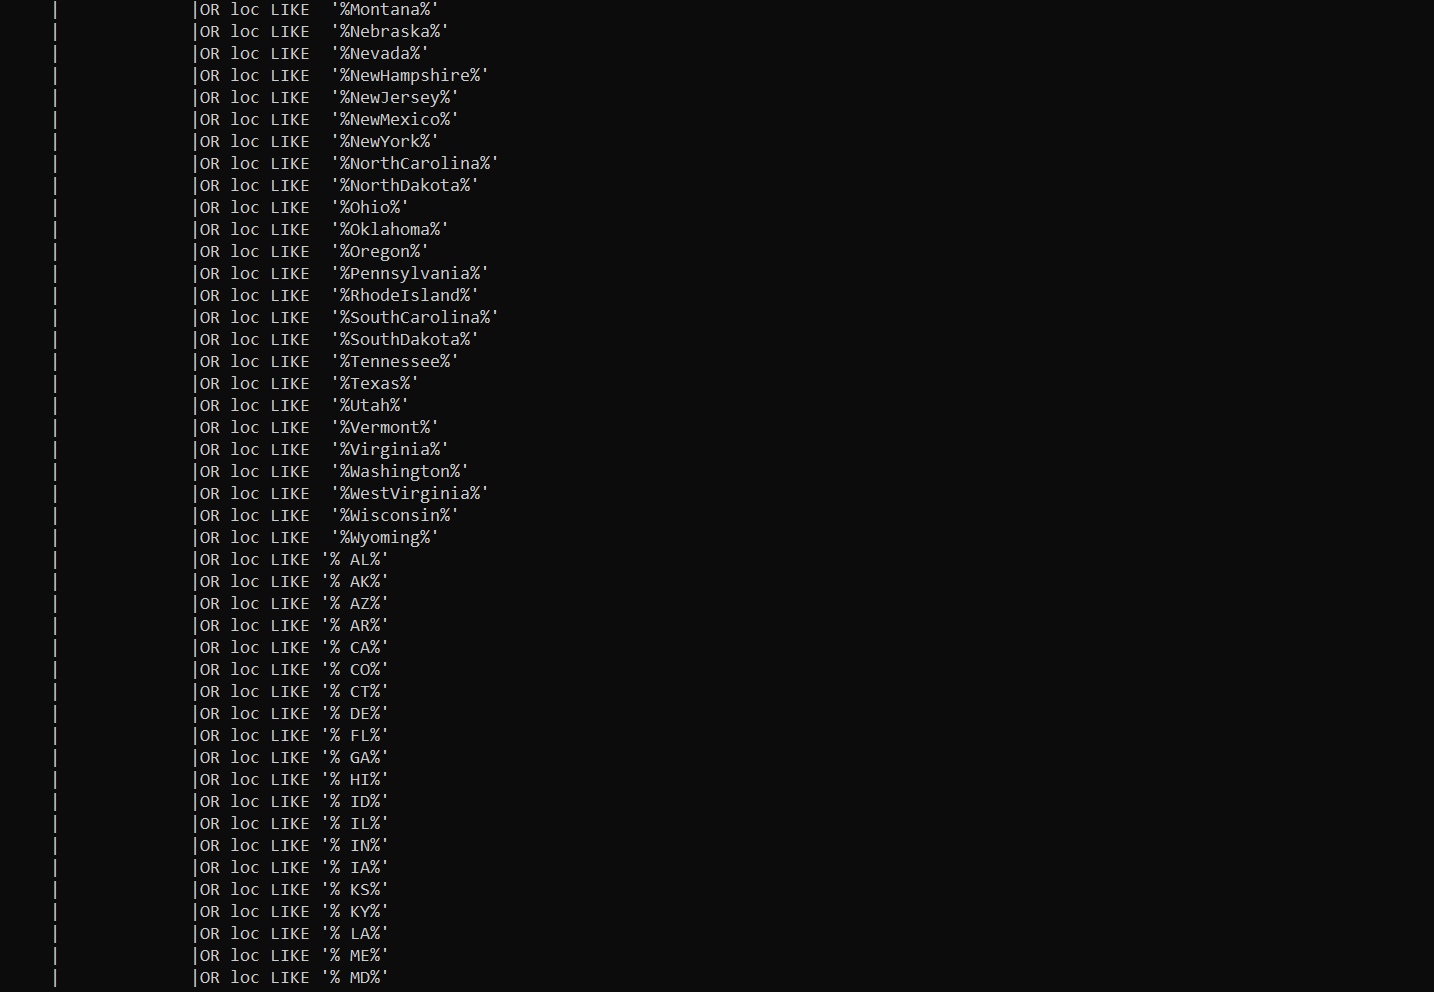 |             |OR loc LIKE  '%Montana%'
|             |OR loc LIKE  '%Nebraska%'
|             |OR loc LIKE  '%Nevada%'
|             |OR loc LIKE  '%NewHampshire%'
|             |OR loc LIKE  '%NewJersey%'
|             |OR loc LIKE  '%NewMexico%'
|             |OR loc LIKE  '%NewYork%'
|             |OR loc LIKE  '%NorthCarolina%'
|             |OR loc LIKE  '%NorthDakota%'
|             |OR loc LIKE  '%Ohio%'
|             |OR loc LIKE  '%Oklahoma%'
|             |OR loc LIKE  '%Oregon%'
|             |OR loc LIKE  '%Pennsylvania%'
|             |OR loc LIKE  '%RhodeIsland%'
|             |OR loc LIKE  '%SouthCarolina%'
|             |OR loc LIKE  '%SouthDakota%'
|             |OR loc LIKE  '%Tennessee%'
|             |OR loc LIKE  '%Texas%'
|             |OR loc LIKE  '%Utah%'
|             |OR loc LIKE  '%Vermont%'
|             |OR loc LIKE  '%Virginia%'
|             |OR loc LIKE  '%Washington%'
|             |OR loc LIKE  '%WestVirginia%'
|             |OR loc LIKE  '%Wisconsin%'
|             |OR loc LIKE  '%Wyoming%'
|             |OR loc LIKE '% AL%'
|             |OR loc LIKE '% AK%'
|             |OR loc LIKE '% AZ%'
|             |OR loc LIKE '% AR%'
|             |OR loc LIKE '% CA%'
|             |OR loc LIKE '% CO%'
|             |OR loc LIKE '% CT%'
|             |OR loc LIKE '% DE%'
|             |OR loc LIKE '% FL%'
|             |OR loc LIKE '% GA%'
|             |OR loc LIKE '% HI%'
|             |OR loc LIKE '% ID%'
|             |OR loc LIKE '% IL%'
|             |OR loc LIKE '% IN%'
|             |OR loc LIKE '% IA%'
|             |OR loc LIKE '% KS%'
|             |OR loc LIKE '% KY%'
|             |OR loc LIKE '% LA%'
|             |OR loc LIKE '% ME%'
|             |OR loc LIKE '% MD%'